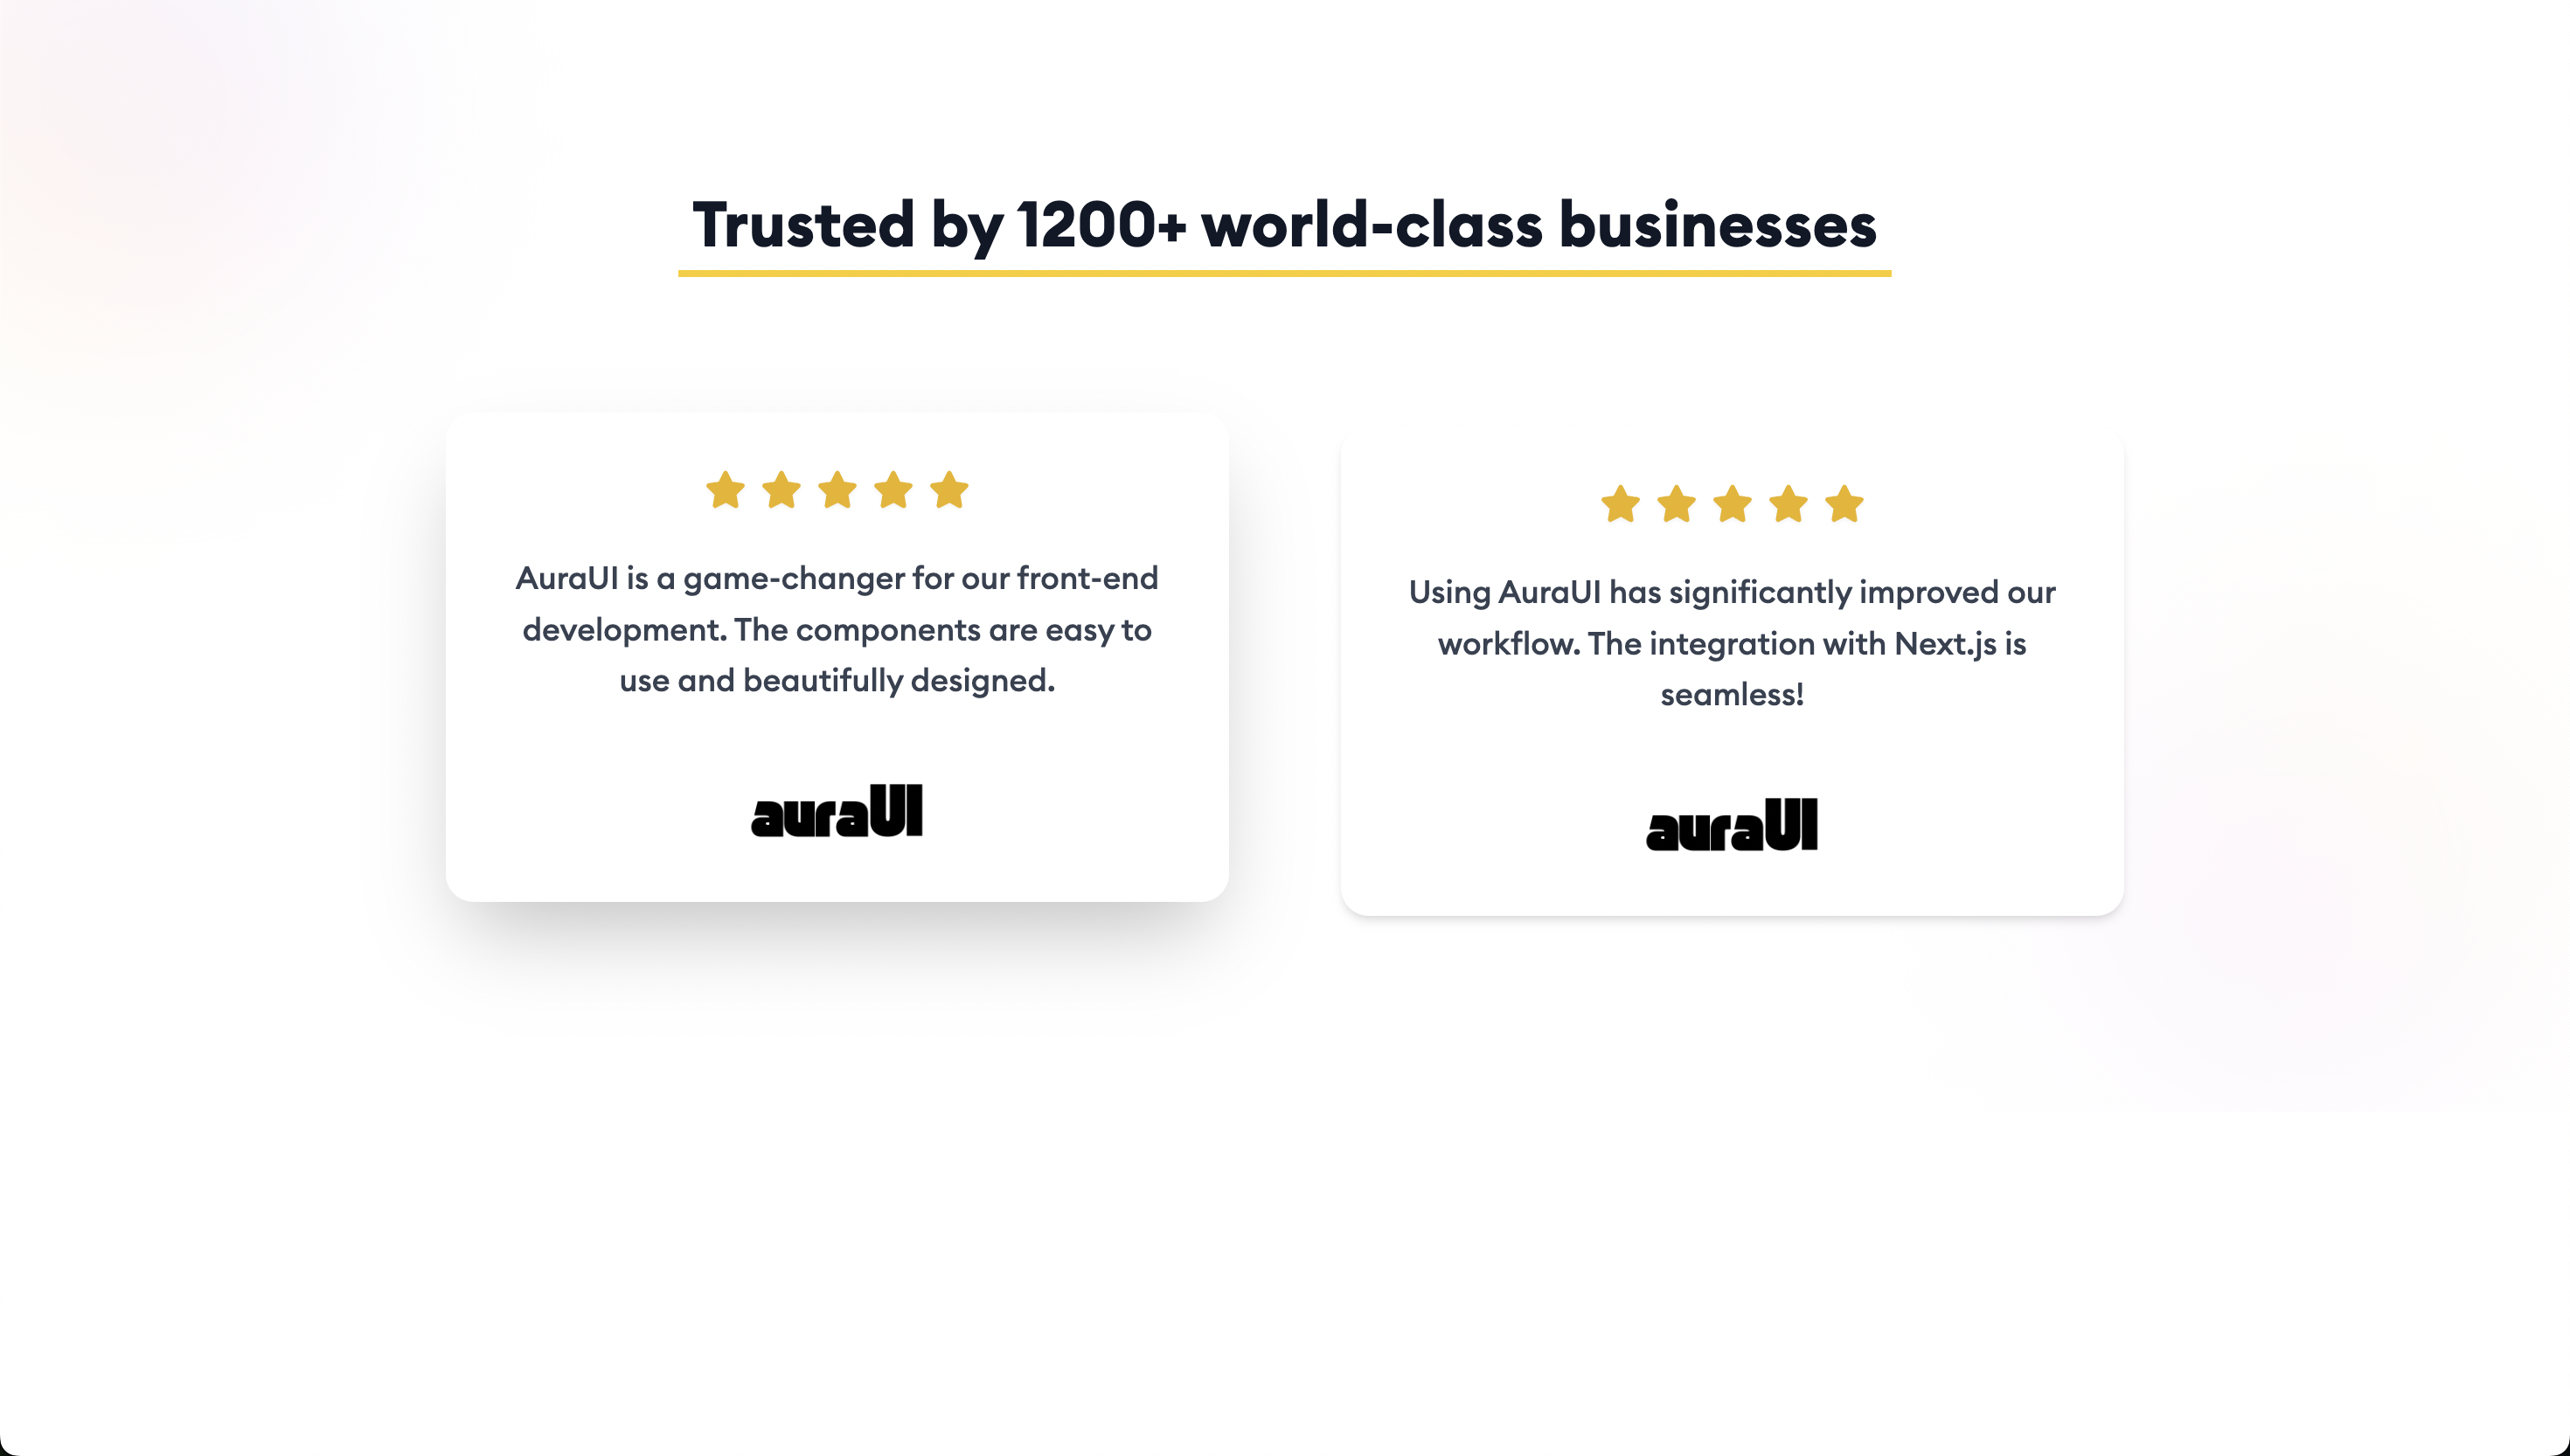 Trusted by 1200+ world-class businesses
AuraUI is a game-changer for our front-end
development. The components are easy to
use and beautifully designed.
auraUI
Using AuraUI has significantly improved our
workflow. The integration with Next.js is
seamless!
auraUI